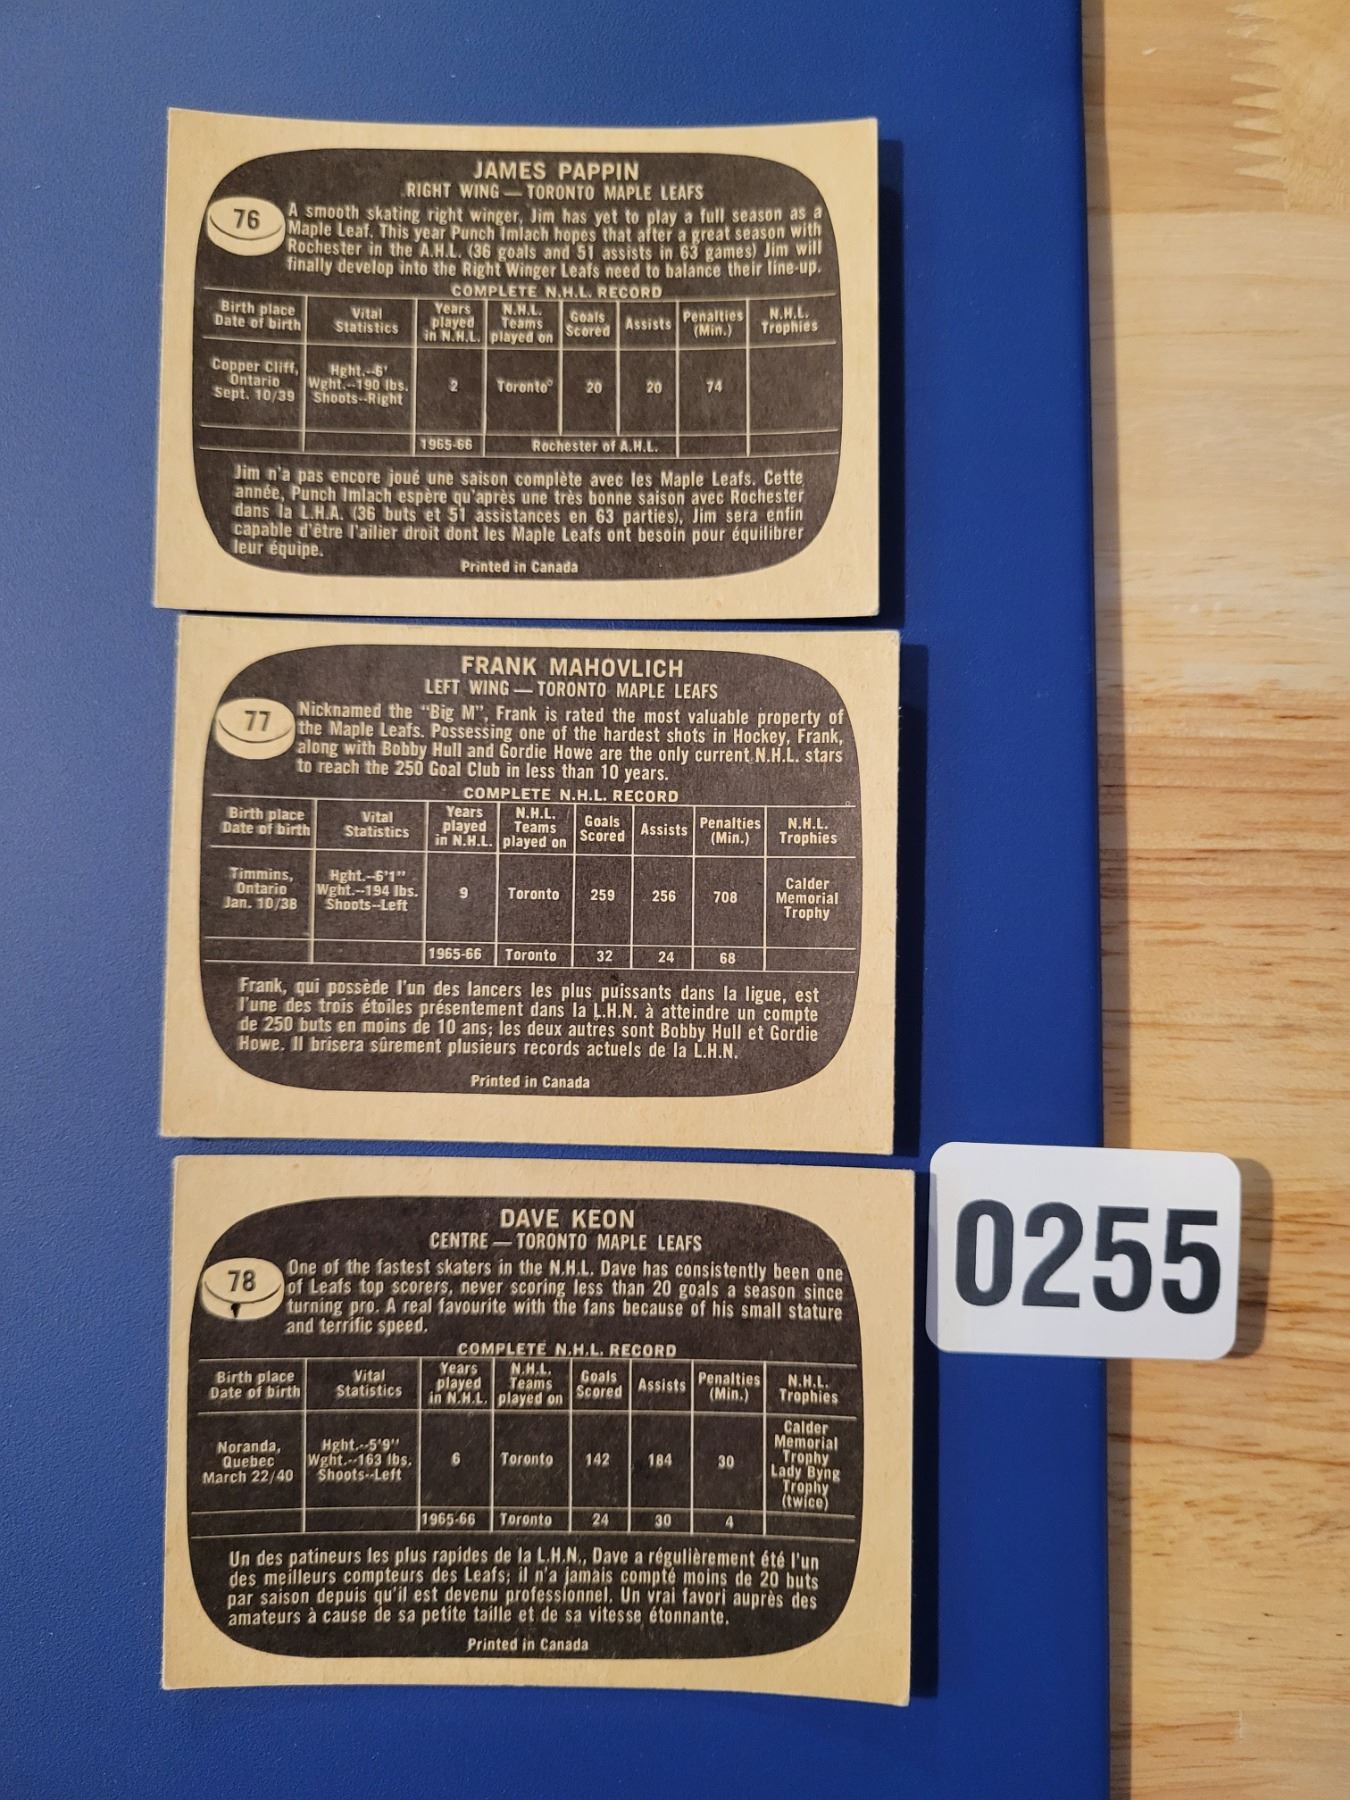 JAMES PAPPIN
RIGHT WING — TORONTO MAPLE LEAFS
76
A smooth skating right winger, Jim has yet to play a full season as a
Maple Leaf. This year Punch Imlach hopes that after a great season with
Rochester in the A.H.L. (36 goals and 51 assists in 63 games) Jim will
finally develop into the Right Winger Leafs need to balance their line-up.
COMPLETE N.H.L. RECORD
Birth place
Date of birth
Vital
Statistics
Years
played
in N.H.L.
N.H.L.
Teams
played on
Goals
Scored
Assists
Penalties
(Min.)
N.H.L.
Trophies
Copper Cliff,
Ontario
Sept. 10/39
Hght.--6'
Wght.--190 lbs.
Shoots--Right
2
Toronto
20
20
74
1965-66
Rochester of A.H.L.
Jim n'a pas encore joué une saison complète avec les Maple Leafs. Cette
année, Punch Imlach espère qu'après une très bonne saison avec Rochester
dans la L.H.A. (36 buts et 51 assistances en 63 parties), Jim sera enfin
capable d'être l'ailier droit dont les Maple Leafs ont besoin pour équilibrer
leur équipe.
Printed in Canada
FRANK MAHOVLICH
LEFT WING — TORONTO MAPLE LEAFS
77
Nicknamed the "Big M", Frank is rated the most valuable property of
the Maple Leafs. Possessing one of the hardest shots in Hockey, Frank,
along with Bobby Hull and Gordie Howe are the only current N.H.L. stars
to reach the 250 Goal Club in less than 10 years.
COMPLETE N.H.L. RECORD
Birth place
Date of birth
Vital
Statistics
Years
played
in N.H.L.
N.H.L.
Teams
played on
Goals
Scored
Assists
Penalties
(Min.)
N.H.L.
Trophies
Timmins,
Ontario
Jan. 10/38
Hght.--6'1"
Wght.--194 lbs.
Shoots--Left
9
Toronto
259
256
708
Calder
Memorial
Trophy
1965-66
Toronto
32
24
68
Frank, qui possède l'un des lancers les plus puissants dans la ligue, est
l'une des trois étoiles présentement dans la L.H.N. à atteindre un compte
de 250 buts en moins de 10 ans; les deux autres sont Bobby Hull et Gordie
Howe. Il brisera sûrement plusieurs records actuels de la L.H.N.
Printed in Canada
DAVE KEON
CENTRE — TORONTO MAPLE LEAFS
78
One of the fastest skaters in the N.H.L. Dave has consistently been one
of Leafs top scorers, never scoring less than 20 goals a season since
turning pro. A real favourite with the fans because of his small stature
and terrific speed.
COMPLETE N.H.L. RECORD
Birth place
Date of birth
Vital
Statistics
Years
played
in N.H.L.
N.H.L.
Teams
played on
Goals
Scored
Assists
Penalties
(Min.)
N.H.L.
Trophies
Noranda,
Quebec
March 22/40
Hght.--5'9"
Wght.--163 lbs.
Shoots--Left
6
Toronto
142
184
30
Calder
Memorial
Trophy
Lady Byng
Trophy
(twice)
1965-66
Toronto
24
30
4
Un des patineurs les plus rapides de la L.H.N., Dave a régulièrement été l'un
des meilleurs compteurs des Leafs; il n'a jamais compté moins de 20 buts
par saison depuis qu'il est devenu professionnel. Un vrai favori auprès des
amateurs à cause de sa petite taille et de sa vitesse étonnante.
Printed in Canada
0255